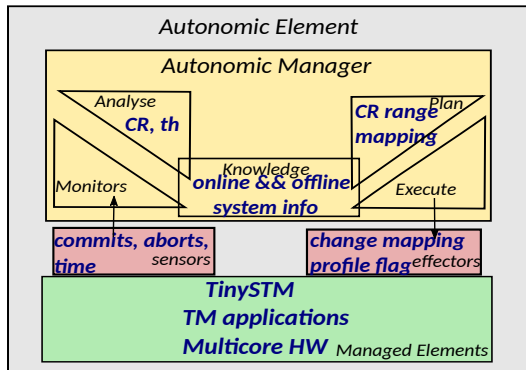 Autonomic Element
Autonomic Manager
Analyse
CR, th
Plan
CR range
mapping
Knowledge
online && offline
system info
Monitors
Execute
commits, aborts,
time
sensors
change mapping
profile flag
effectors
TinySTM
TM applications
Multicore HW
Managed Elements